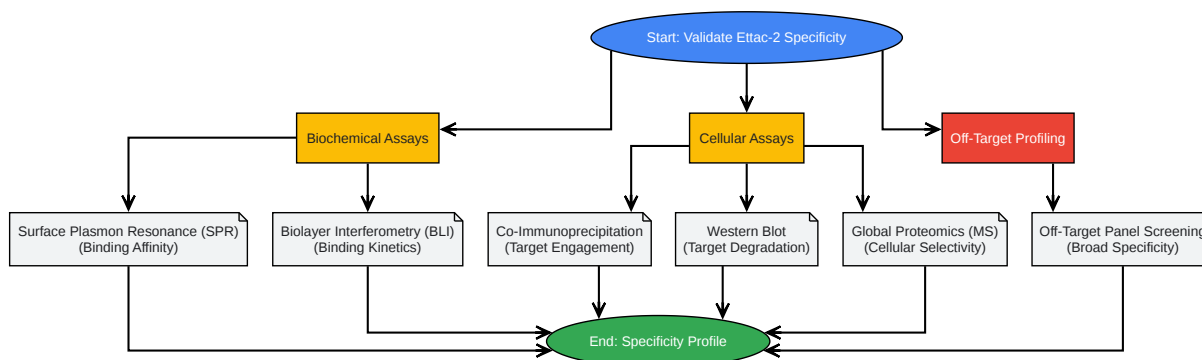 Start: Validate Ettac-2 Specificity
Biochemical Assays
Cellular Assays
Off-Target Profiling
Surface Plasmon Resonance (SPR)
(Binding Affinity)
Biolayer Interferometry (BLI)
(Binding Kinetics)
Co-Immunoprecipitation
(Target Engagement)
Western Blot
(Target Degradation)
Global Proteomics (MS)
(Cellular Selectivity)
Off-Target Panel Screening
(Broad Specificity)
End: Specificity Profile